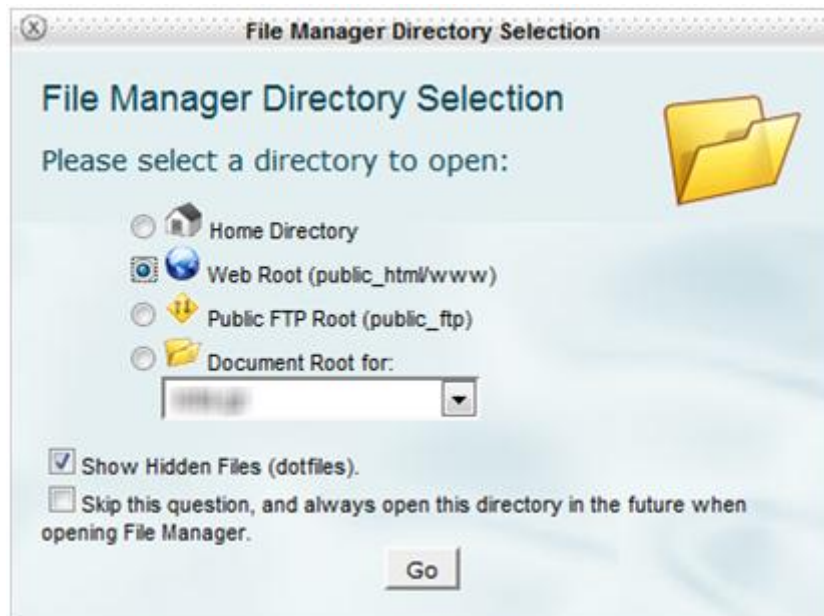 File Manager Directory Selection
File Manager Directory Selection
Please select a directory to open:
Home Directory
Web Root (public_html/www)
Public FTP Root (public_ftp)
Document Root for:
Show Hidden Files (dotfiles).
Skip this question, and always open this directory in the future when
opening File Manager.
Go